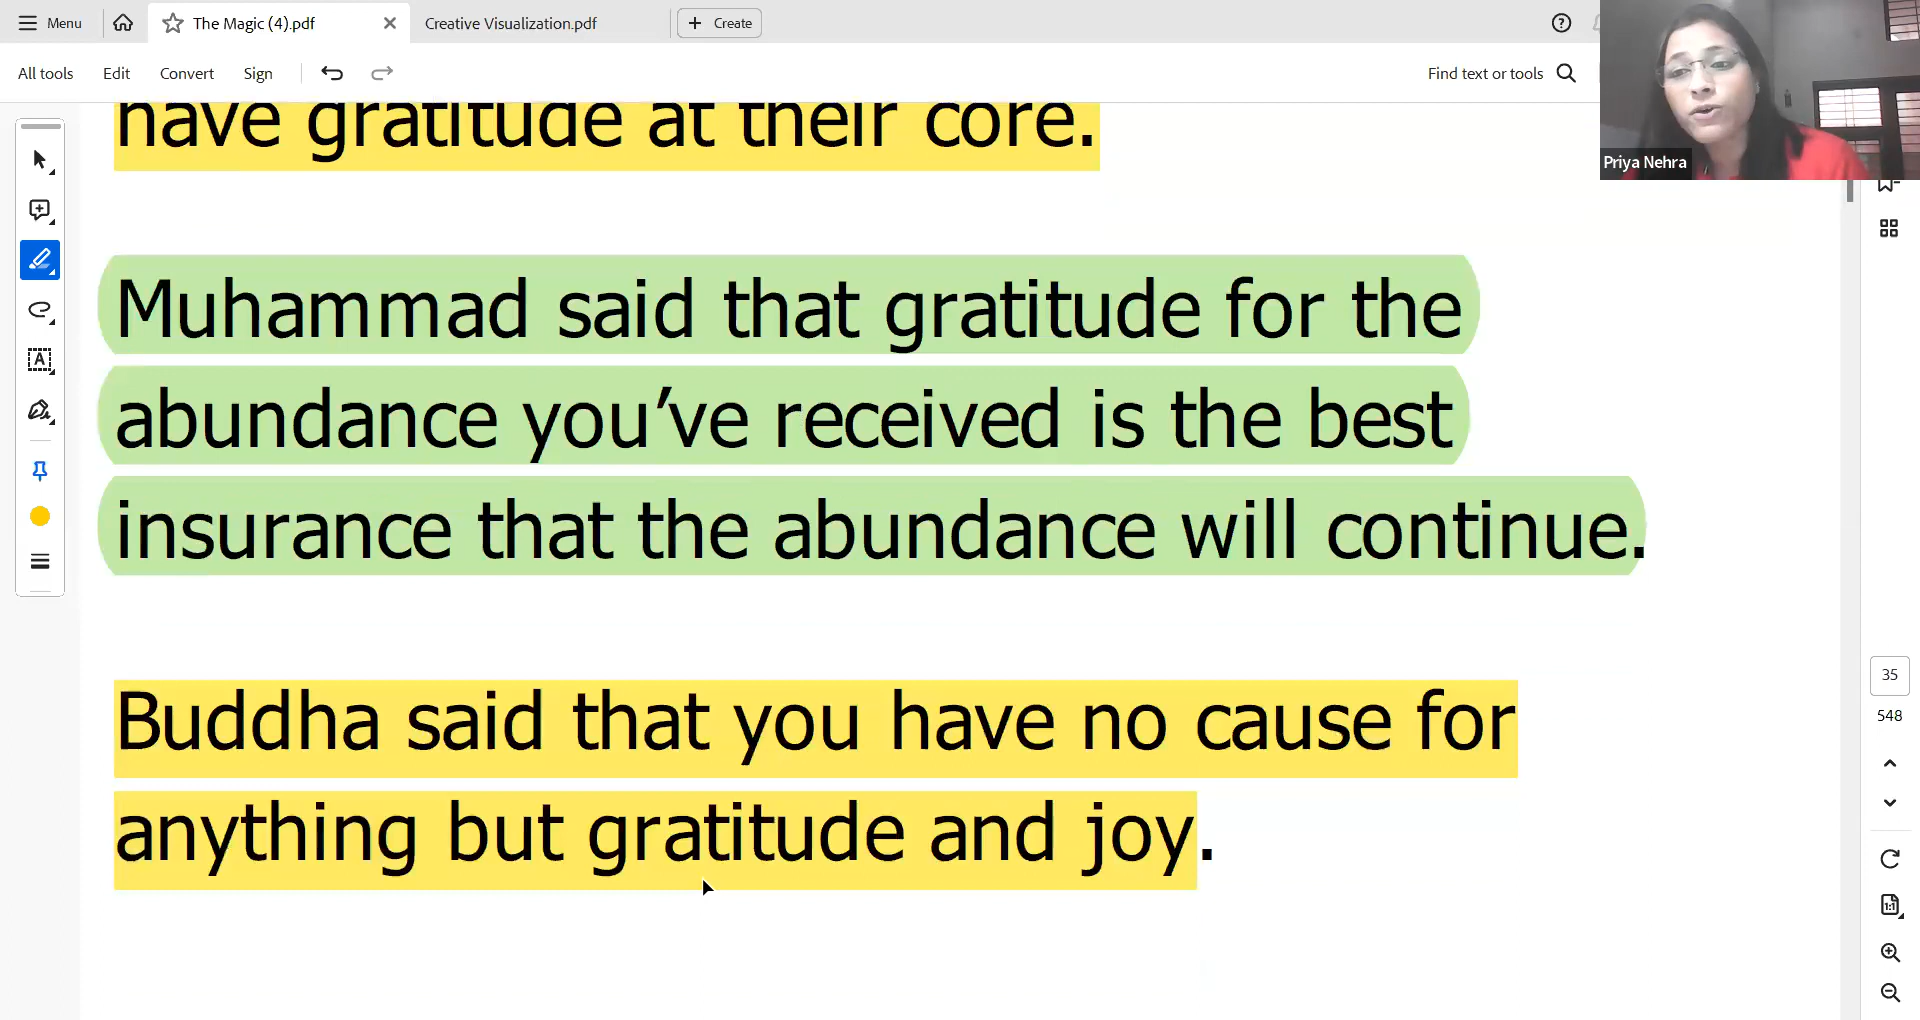 Menu
The Magic (4).pdf
Creative Visualization.pdf
Create
All tools
Edit
Convert
Sign
Find text or tools
Priya Nehra
have gratitude at their core.
Muhammad said that gratitude for the
abundance you’ve received is the best
insurance that the abundance will continue.
Buddha said that you have no cause for
anything but gratitude and joy.
35
548